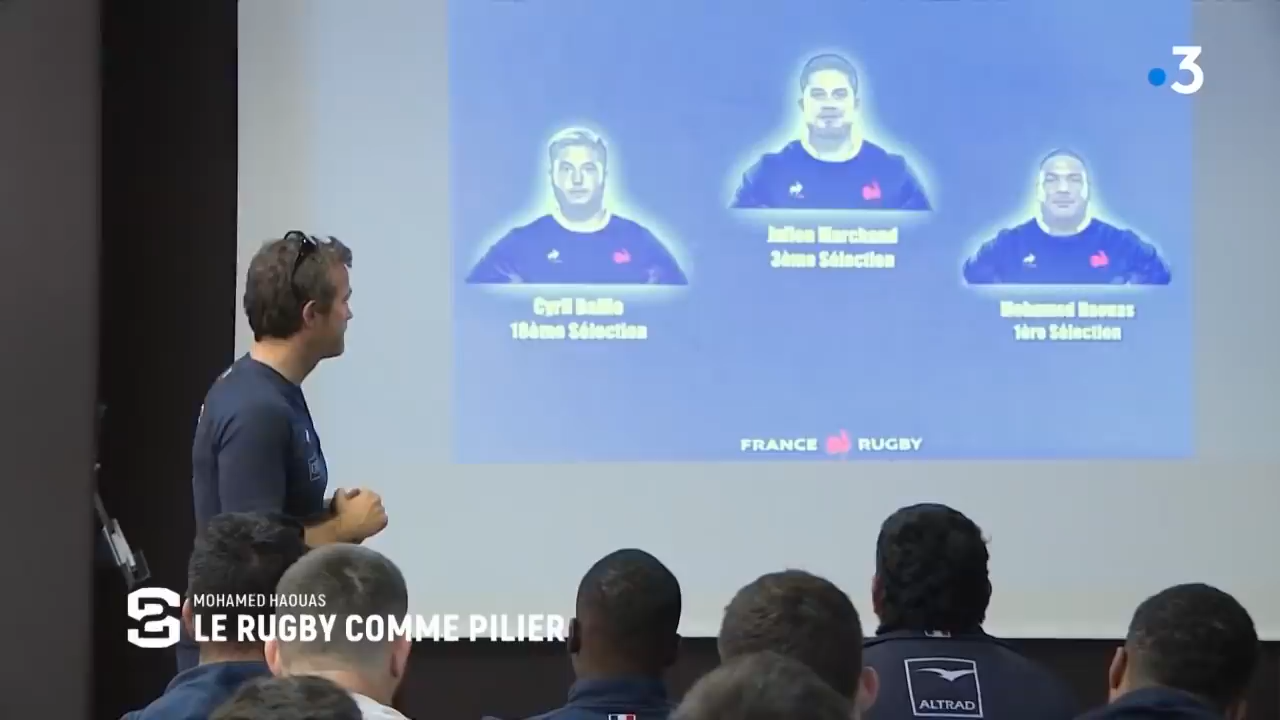 3
Julien Marchand
3ème Sélection
Cyril Baille
18ème Sélection
Mohamed Haouas
1ère Sélection
FRANCE RUGBY
MOHAMED HAOUAS
LE RUGBY COMME PILIER
ALTRAD